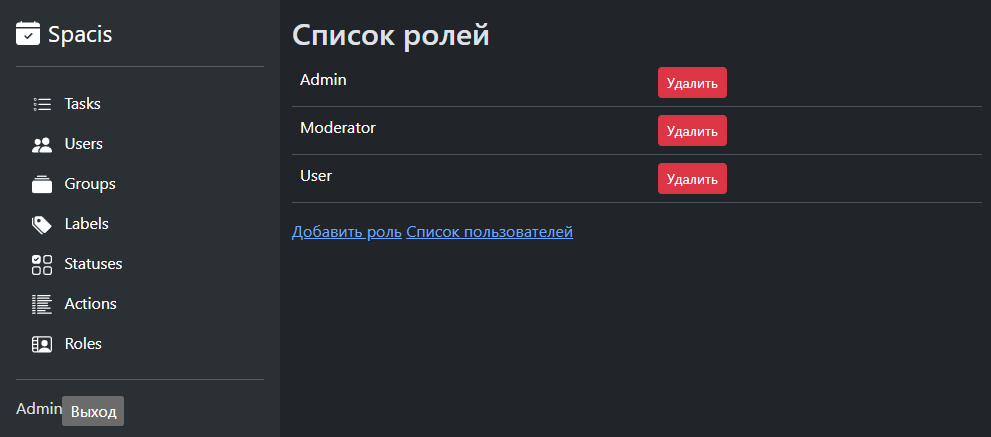 Spacis
Tasks
Users
Groups
Labels
Statuses
Actions
Roles
Admin Выход
Список ролей
Admin Удалить
Moderator Удалить
User Удалить
Добавить роль Список пользователей